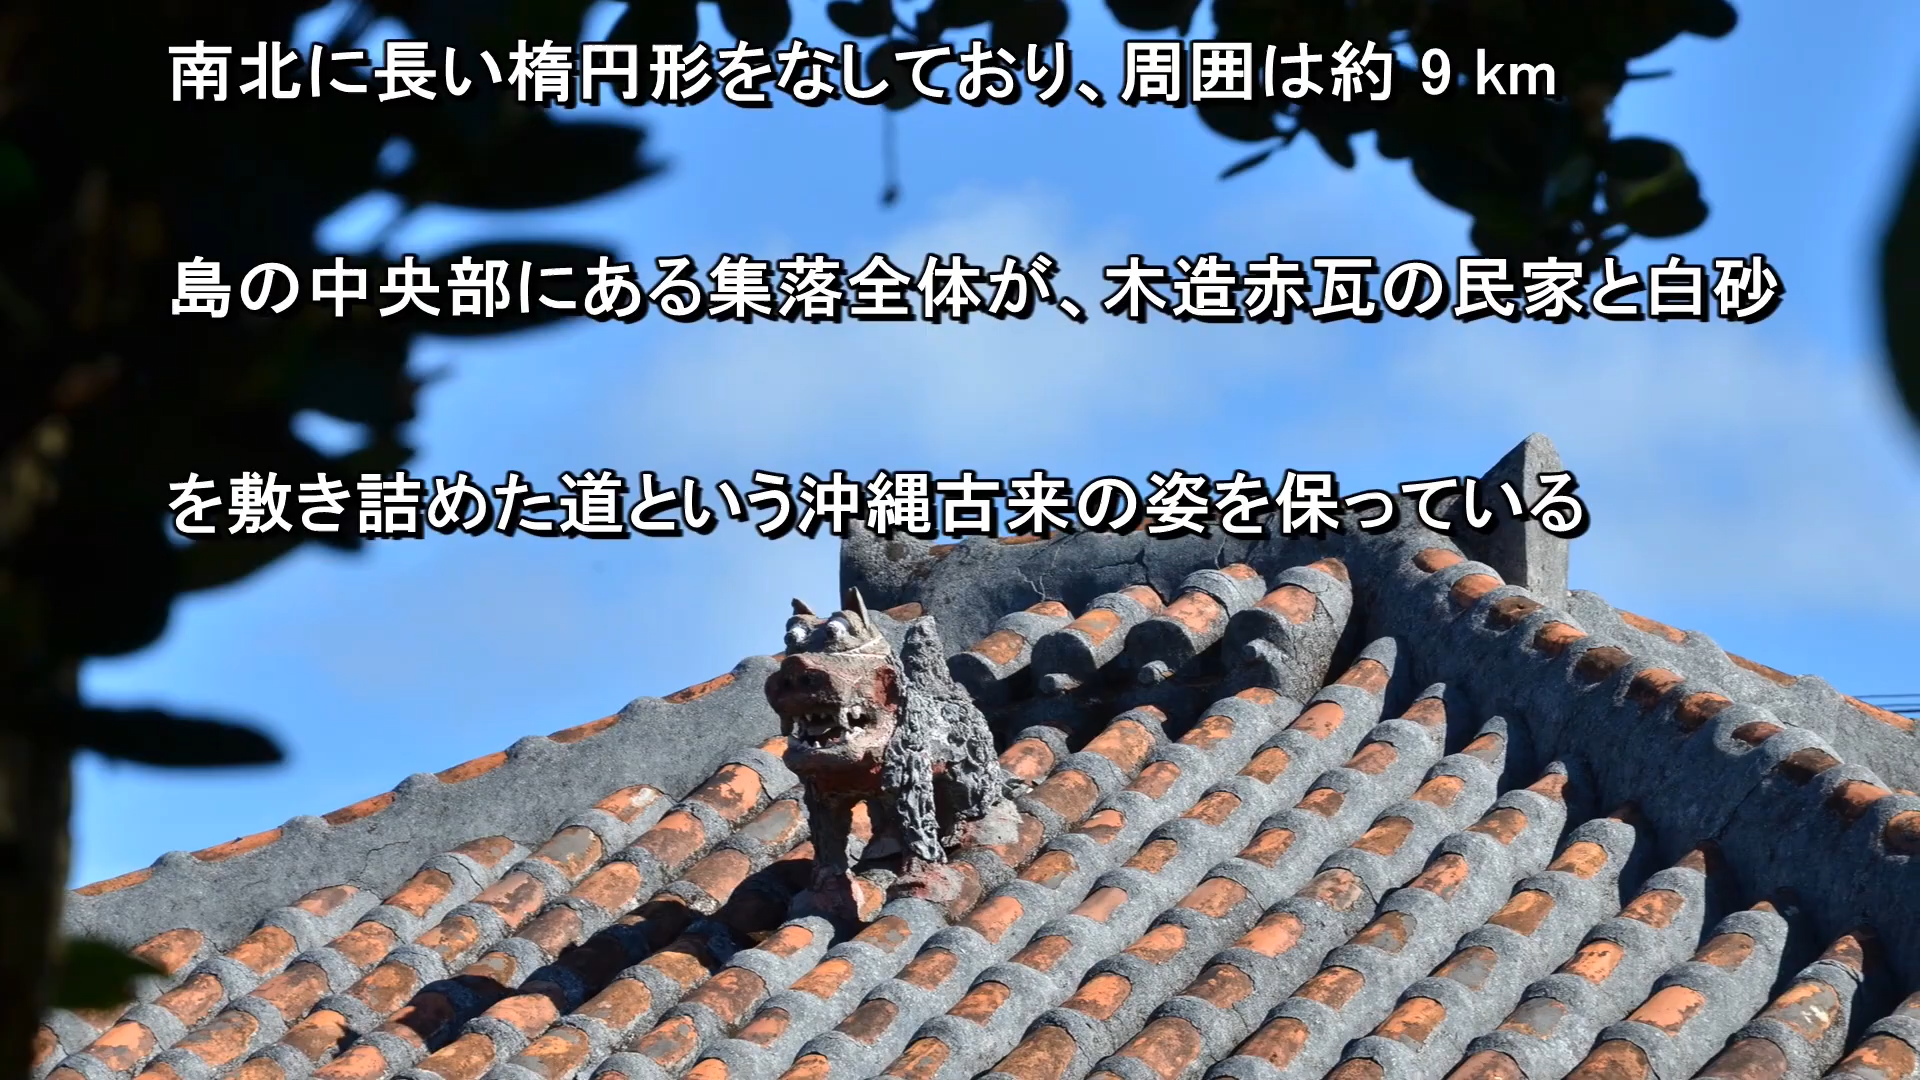 南北に長い楕円形をなしており、周囲は約 9 km
島の中央部にある集落全体が、木造赤瓦の民家と白砂
を敷き詰めた道という沖縄古来の姿を保っている